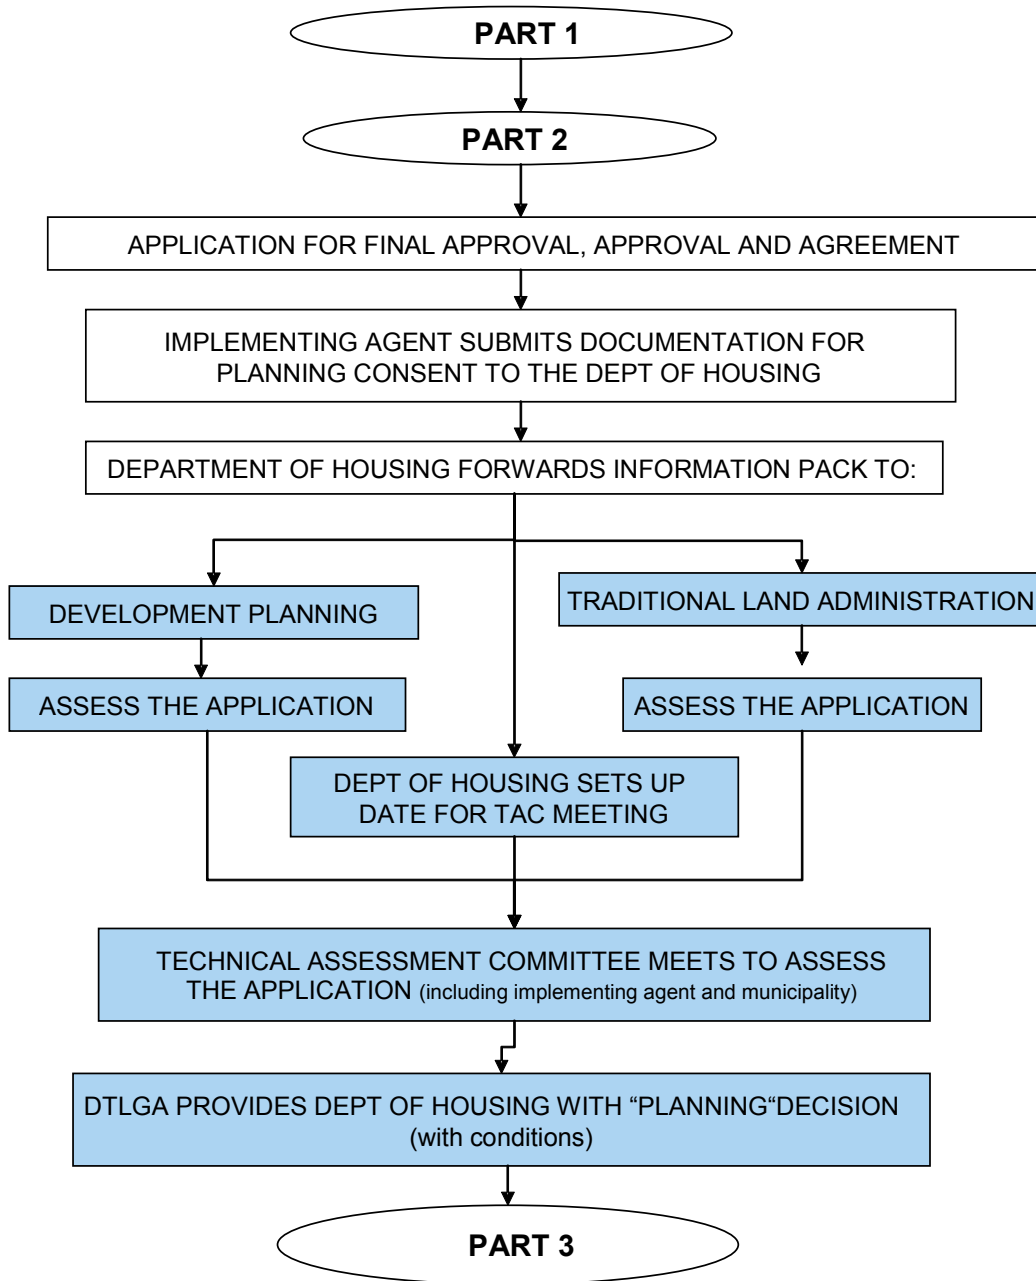 PART 1
PART 2
APPLICATION FOR FINAL APPROVAL, APPROVAL AND AGREEMENT
IMPLEMENTING AGENT SUBMITS DOCUMENTATION FOR
PLANNING CONSENT TO THE DEPT OF HOUSING
DEPARTMENT OF HOUSING FORWARDS INFORMATION PACK TO:
DEVELOPMENT PLANNING
TRADITIONAL LAND ADMINISTRATION
ASSESS THE APPLICATION
ASSESS THE APPLICATION
DEPT OF HOUSING SETS UP
DATE FOR TAC MEETING
TECHNICAL ASSESSMENT COMMITTEE MEETS TO ASSESS
THE APPLICATION (including implementing agent and municipality)
DTLGA PROVIDES DEPT OF HOUSING WITH “PLANNING“DECISION
(with conditions)
PART 3